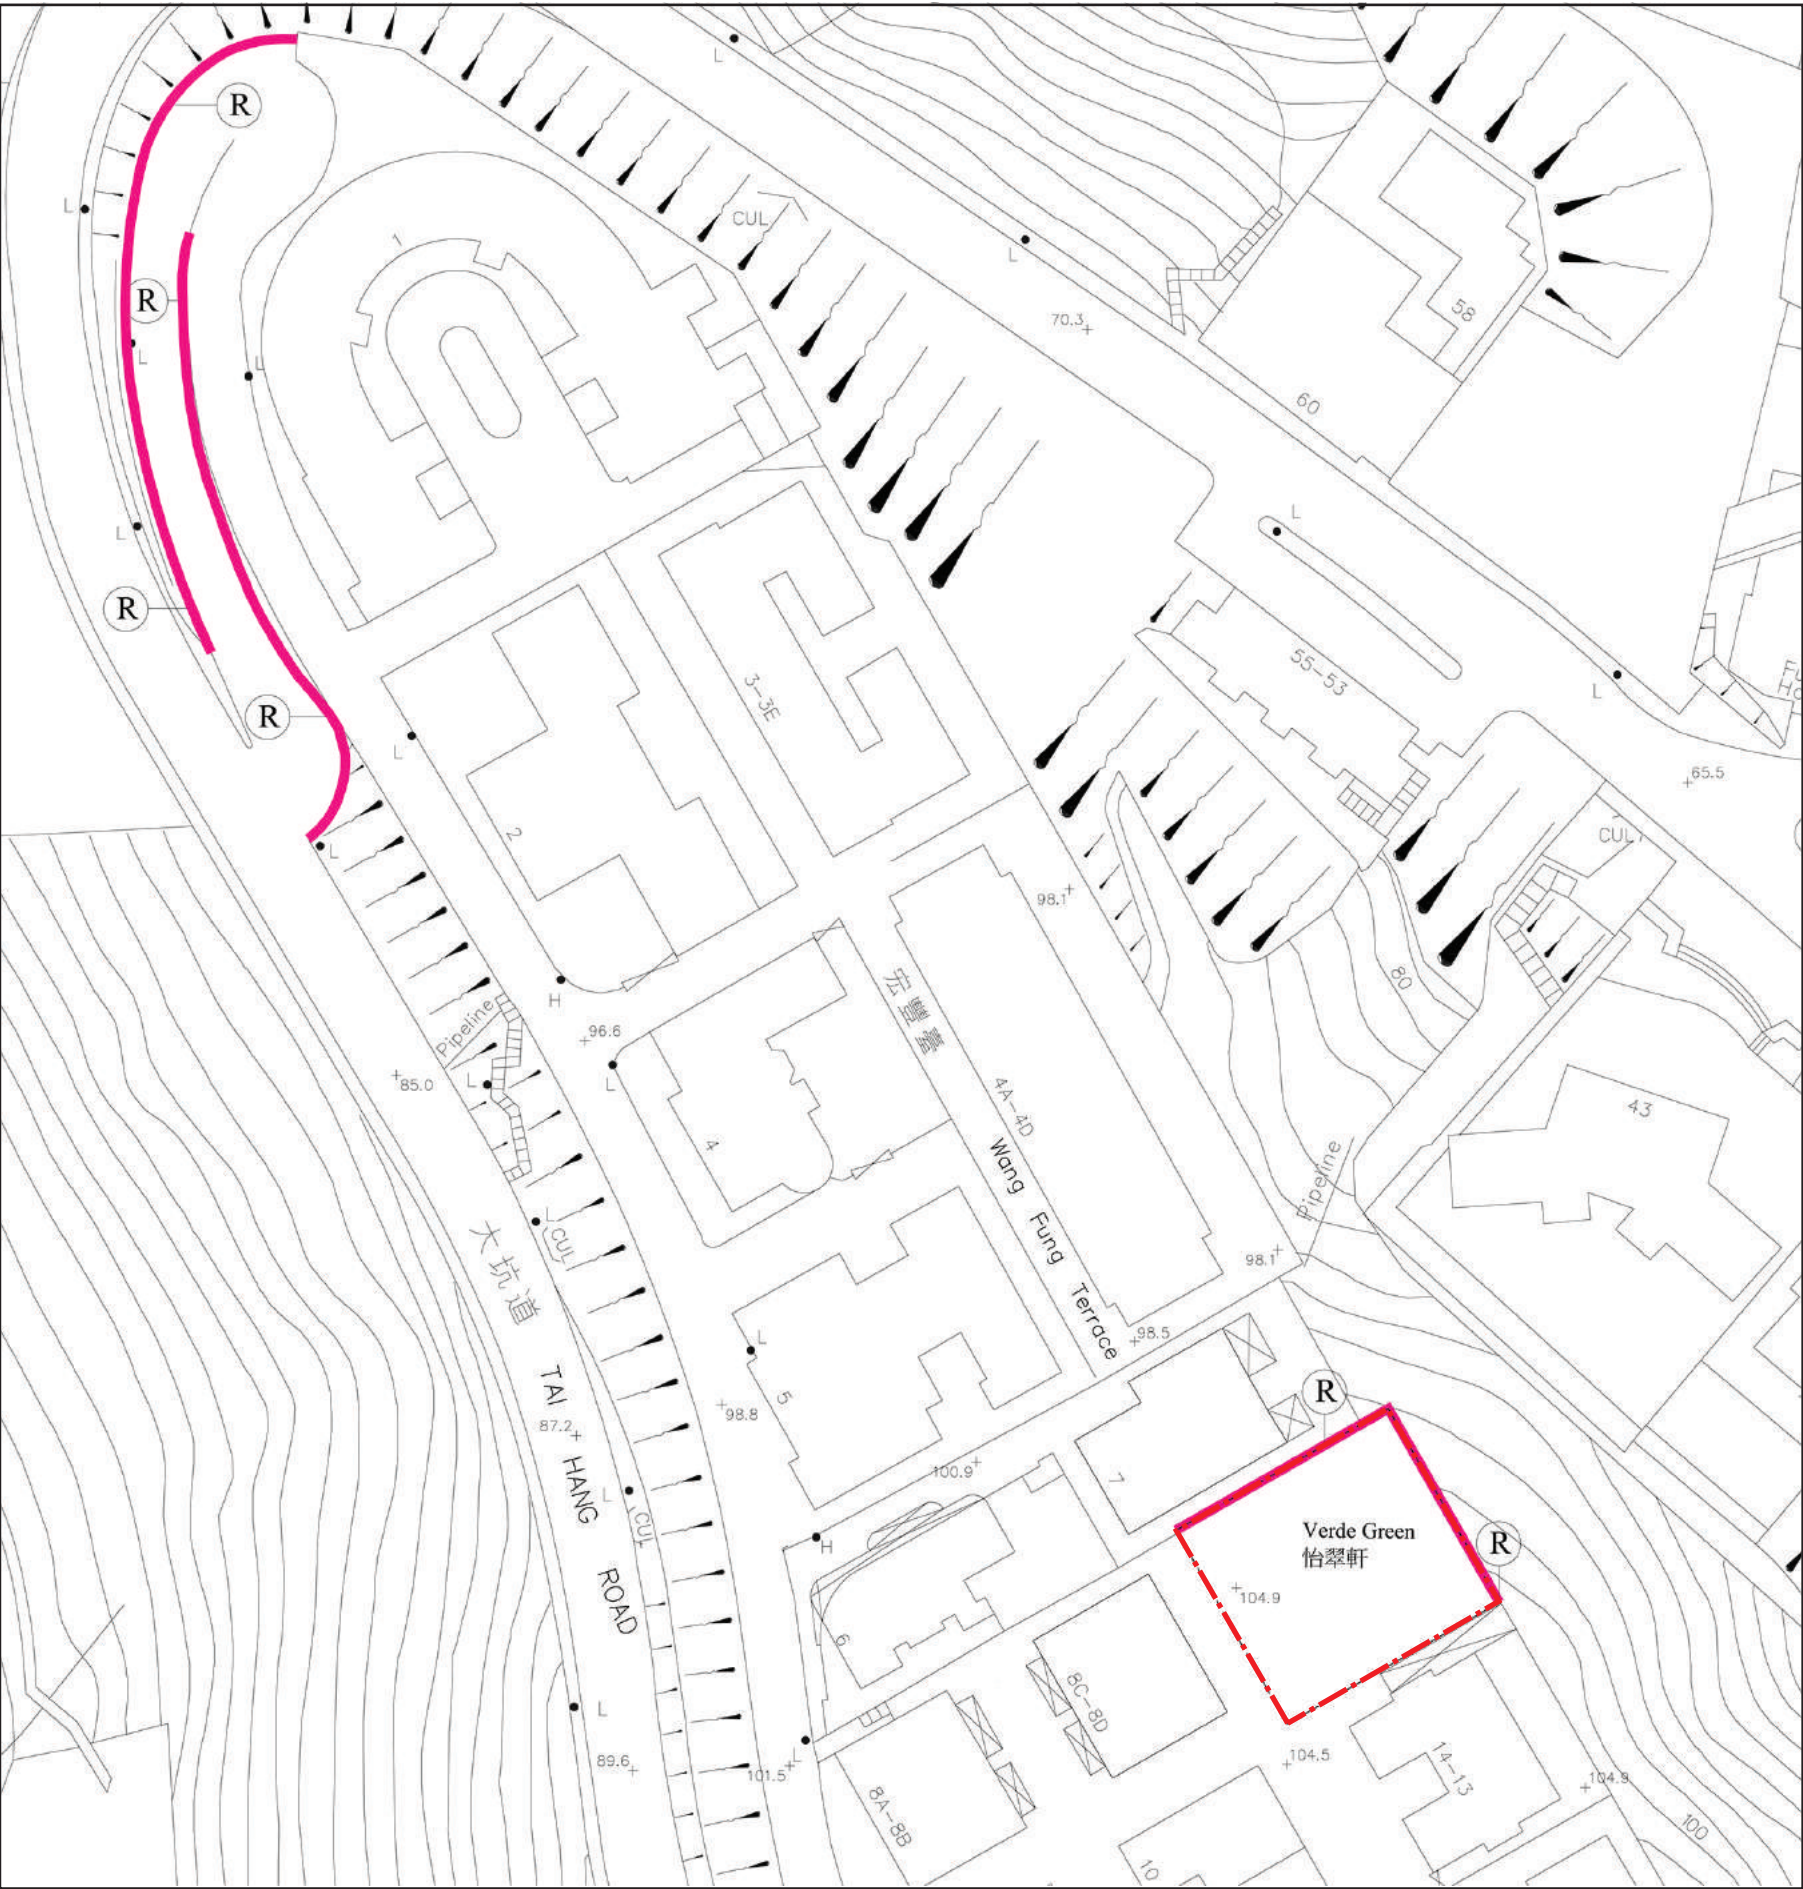 L
CUL
R
L
1
L
58
R
70.3
L
L
60
L
L
R
55-53
3-3E
L
R
L
65.5
2
CUL
L
98.1
宏豐臺
80
H
Pipeline
96.6
85.0
L
L
4A-4D
43
4
Wang Fung Terrace
Pipeline
L
CUL
大坑道
98.1
98.5
L
TAI HANG ROAD
5
R
98.8
87.2
100.9
7
L
CUL
H
Verde Green
怡翠軒
R
104.9
6
8C-8D
L
89.6
L
101.5
104.5
14-13
104.9
8A-8B
10
100